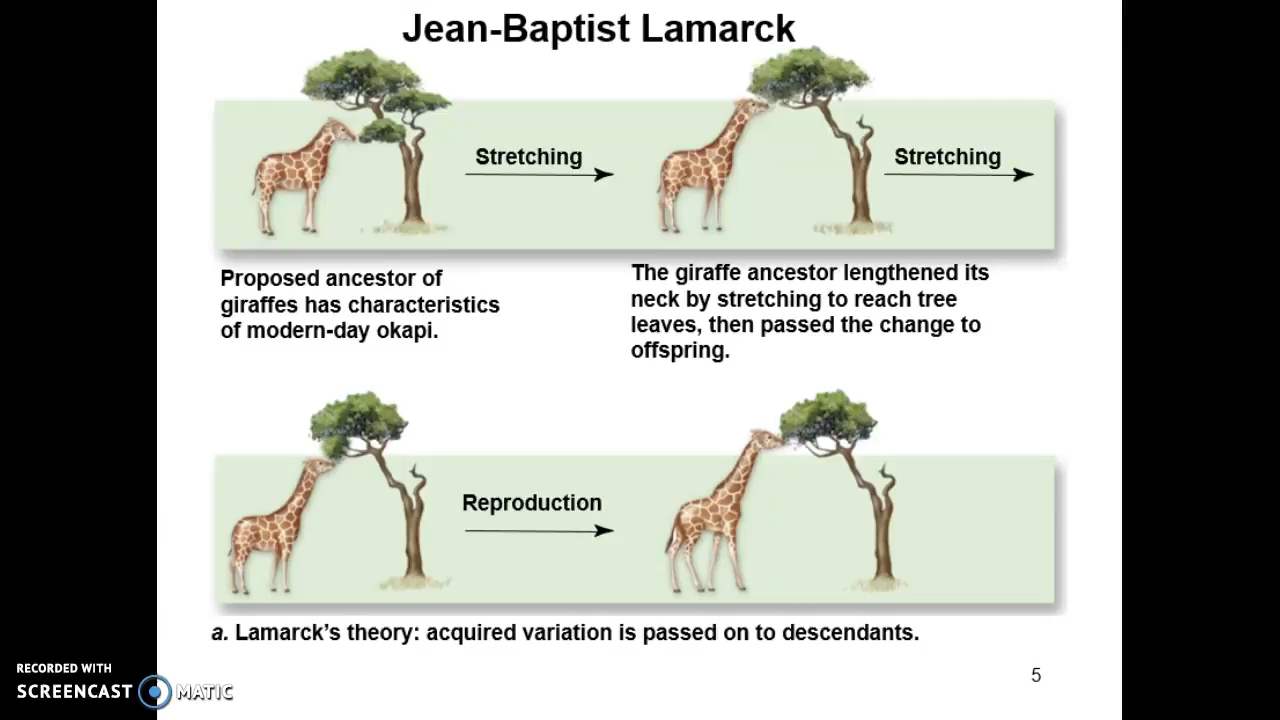 Jean-Baptist Lamarck
Stretching
Stretching
Proposed ancestor of
giraffes has characteristics
of modern-day okapi.
The giraffe ancestor lengthened its
neck by stretching to reach tree
leaves, then passed the change to
offspring.
Reproduction
a. Lamarck's theory: acquired variation is passed on to descendants.
5
RECORDED WITH
SCREENCAST MATIC